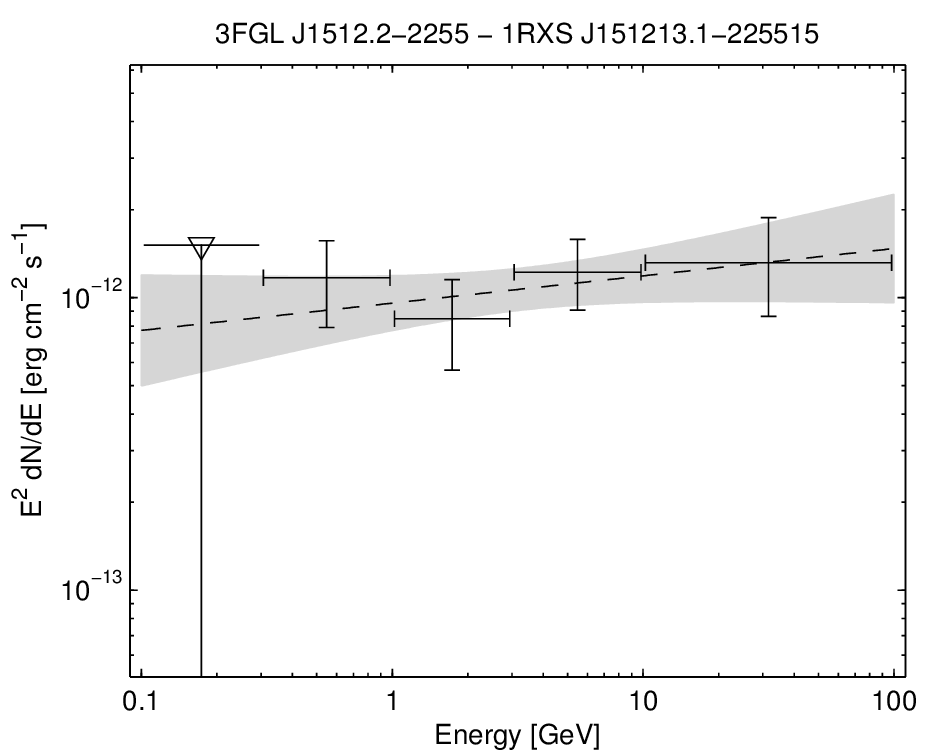 3FGL J1512.2−2255 − 1RXS J151213.1−225515
E² dN/dE [erg cm⁻² s⁻¹]
10⁻¹²
10⁻¹³
0.1 1 10 100
Energy [GeV]